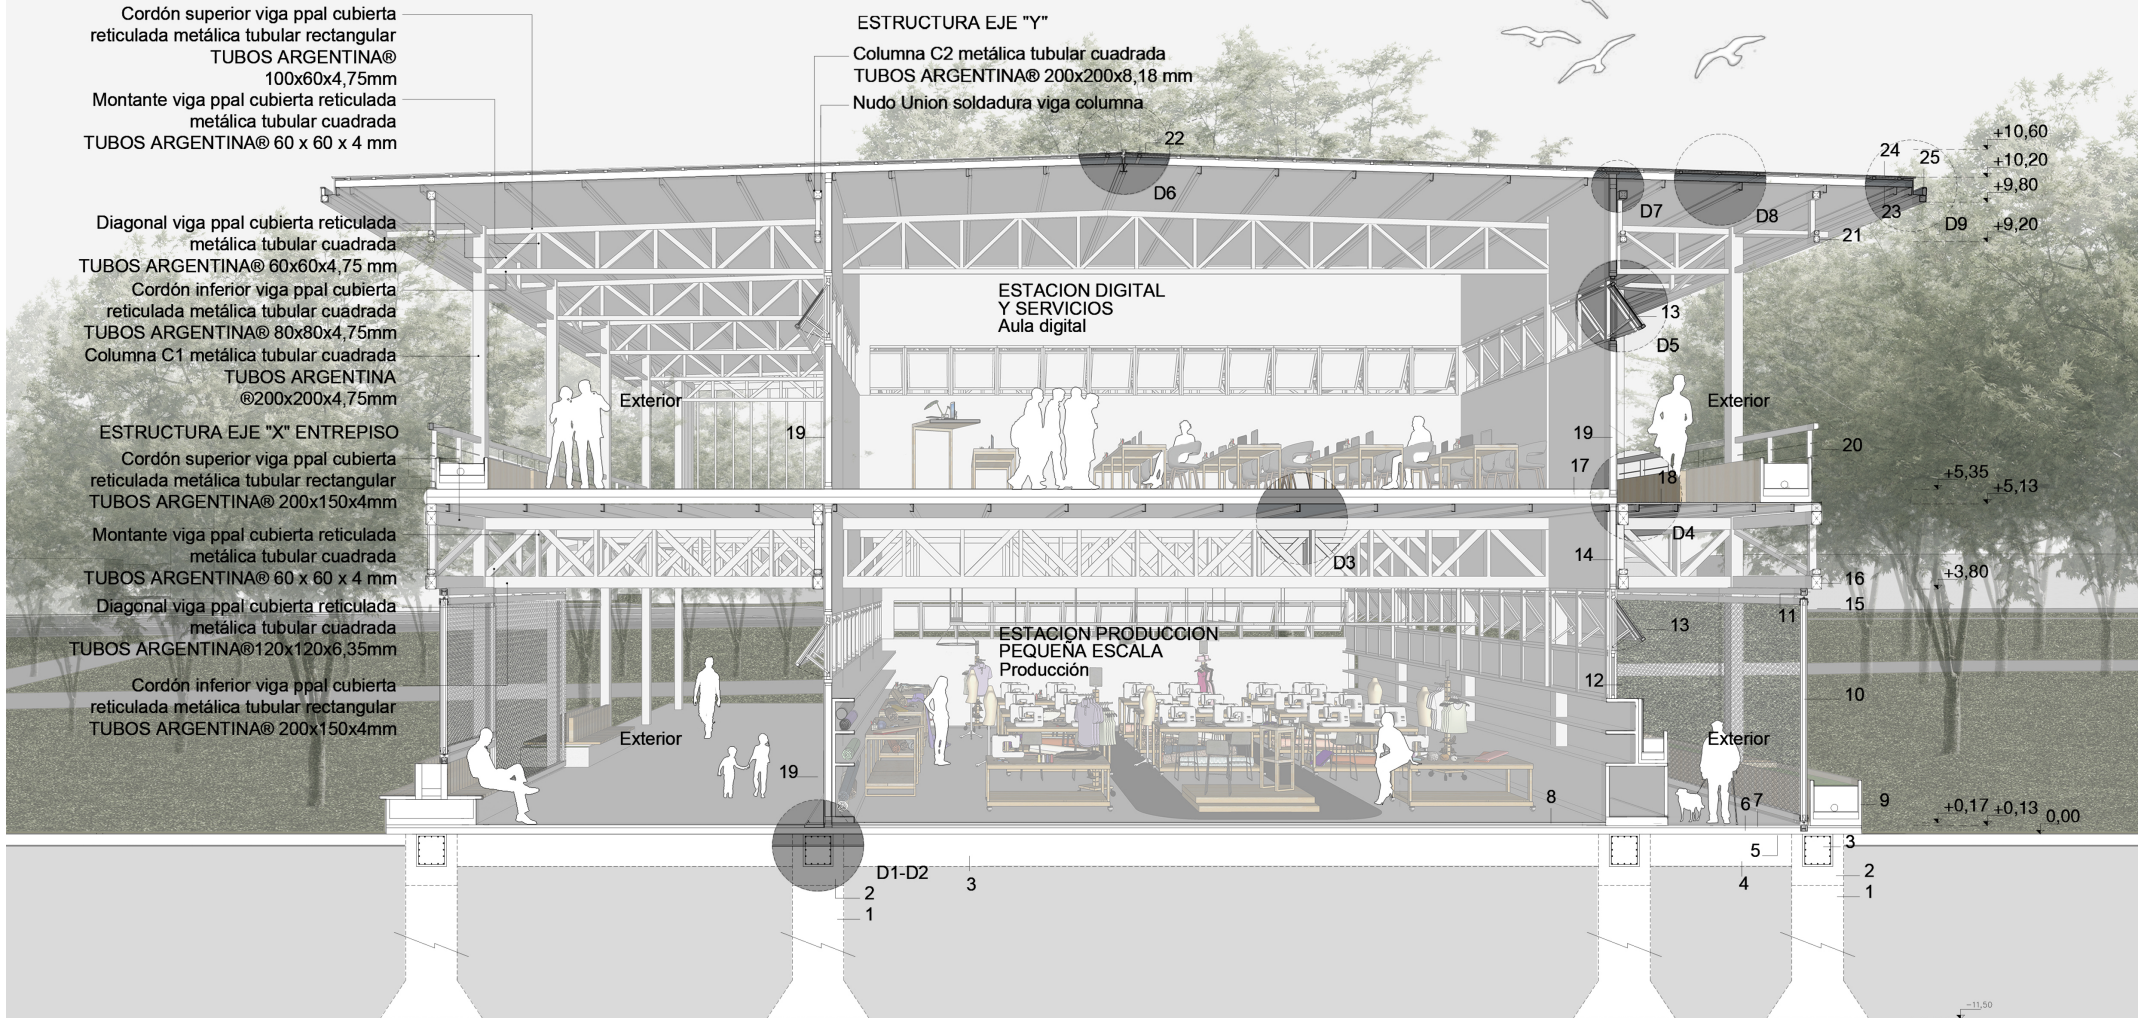 Cordón superior viga ppal cubierta
reticulada metálica tubular rectangular
TUBOS ARGENTINA®
100x60x4,75mm
Montante viga ppal cubierta reticulada
metálica tubular cuadrada
TUBOS ARGENTINA® 60 x 60 x 4 mm
Diagonal viga ppal cubierta reticulada
metálica tubular cuadrada
TUBOS ARGENTINA® 60x60x4,75 mm
Cordón inferior viga ppal cubierta
reticulada metálica tubular cuadrada
TUBOS ARGENTINA® 80x80x4,75mm
Columna C1 metálica tubular cuadrada
TUBOS ARGENTINA
®200x200x4,75mm
ESTRUCTURA EJE "X" ENTREPISO
Cordón superior viga ppal cubierta
reticulada metálica tubular rectangular
TUBOS ARGENTINA® 200x150x4mm
Montante viga ppal cubierta reticulada
metálica tubular cuadrada
TUBOS ARGENTINA® 60 x 60 x 4 mm
Diagonal viga ppal cubierta reticulada
metálica tubular cuadrada
TUBOS ARGENTINA®120x120x6,35mm
Cordón inferior viga ppal cubierta
reticulada metálica tubular rectangular
TUBOS ARGENTINA® 200x150x4mm
ESTRUCTURA EJE "Y"
Columna C2 metálica tubular cuadrada
TUBOS ARGENTINA® 200x200x8,18 mm
Nudo Union soldadura viga columna
22
D6
D7
D8
24
25
23
D9
21
+10,60
+10,20
+9,80
+9,20
ESTACION DIGITAL
Y SERVICIOS
Aula digital
13
D5
Exterior
Exterior
19
19
17
18
20
+5,35
+5,13
D4
D3
14
16
15
11
+3,80
ESTACION PRODUCCION
PEQUEÑA ESCALA
Producción
13
12
10
Exterior
Exterior
19
8
6
7
9
+0,17
+0,13
0,00
5
3
D1-D2
3
4
2
1
2
1
-11,50